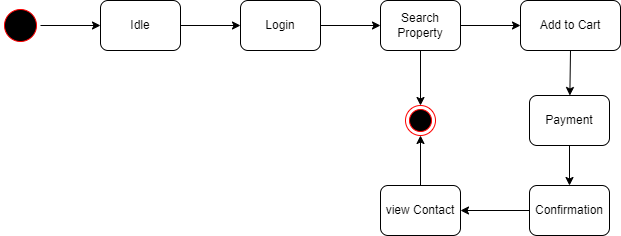 Idle
Login
Search
Property
Add to Cart
Payment
view Contact
Confirmation